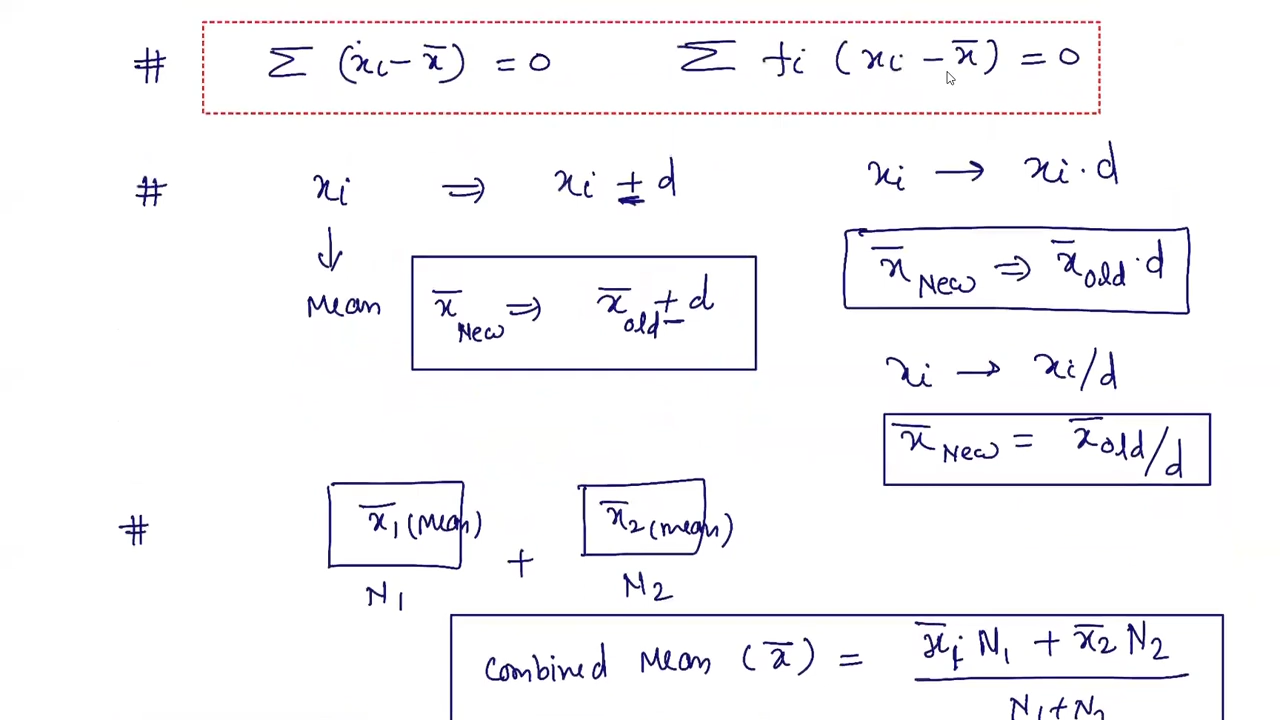 # Σ (xi - x̄) = 0 Σ fi (xi - x̄) = 0
# xi ⇒ xi ± d
xi → xi · d
↓
Mean
x̄ New ⇒ x̄ old ± d
x̄ New ⇒ x̄ old · d
xi → xi/d
x̄ New = x̄ old/d
# x̄1 (mean) + x̄2 (mean)
N1 N2
Combined Mean (x̄) = x̄1 N1 + x̄2 N2
N1 + N2